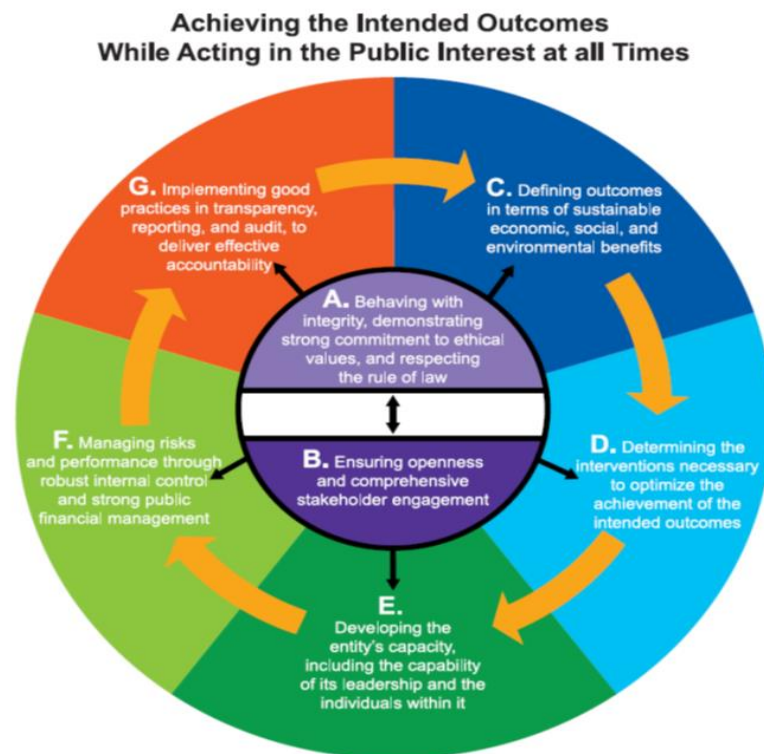 Achieving the Intended Outcomes
While Acting in the Public Interest at all Times
G. Implementing good
practices in transparency,
reporting, and audit, to
deliver effective
accountability
C. Defining outcomes
in terms of sustainable
economic, social, and
environmental benefits
A. Behaving with
integrity, demonstrating
strong commitment to ethical
values, and respecting
the rule of law
B. Ensuring openness
and comprehensive
stakeholder engagement
F. Managing risks
and performance through
robust internal control
and strong public
financial management
D. Determining the
interventions necessary
to optimize the
achievement of the
intended outcomes
E.
Developing the
entity's capacity,
including the capability
of its leadership and the
individuals within it